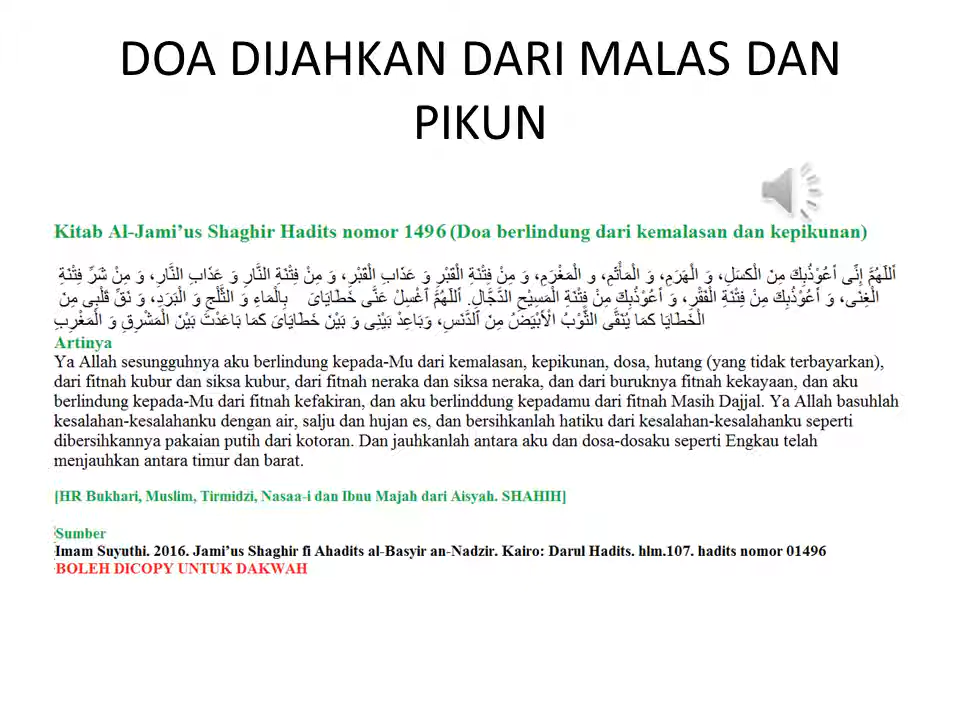 DOA DIJAHKAN DARI MALAS DAN
PIKUN
Kitab Al-Jami'us Shaghir Hadits nomor 1496 (Doa berlindung dari kemalasan dan kepikunan)
اَللَّهُمَّ إِنِّى أَعُوْذُبِكَ مِن الْكَسَلِ، وَ الْهَرَمِ، وَ الْمَأْثَمِ، و الْمَغْرَمِ، وَ مِنْ فِتْنَةِ الْقَبْرِ وَ عَذَابِ الْقَبْرِ، وَ مِنْ فِتْنَةِ النَّارِ وَ عَذَابِ النَّارِ، وَ مِنْ شَرِّ فِتْنَةِ
الْغِنَى، وَ أَعُوْذُبِكَ مِنْ فِتْنَةِ الْفَقْرِ، وَ أَعُوْذُبِكَ مِنْ فِتْنَةِ الْمَسِيْحِ الدَّجَّالِ. اَللَّهُمَّ ٱغْسِلْ عَنَّى خَطَايَاىَ بِالْمَاءِ وَ الثَّلْجِ وَ الْبَرَدِ، وَ نَقِّ قَلْبِى مِنَ
الْخَطَايَا كَمَا يُنَقَّى الثَّوْبُ الْأَبْيَضُ مِنَ ٱلدَّنَسِ، وَبَاعِدْ بَيْنِى وَ بَيْنَ خَطَايَاىَ كَمَا بَاعَدْتَ بَيْنَ الْمَشْرِقِ وَ الْمَغْرِبِ
Artinya
Ya Allah sesungguhnya aku berlindung kepada-Mu dari kemalasan, kepikunan, dosa, hutang (yang tidak terbayarkan),
dari fitnah kubur dan siksa kubur, dari fitnah neraka dan siksa neraka, dan dari buruknya fitnah kekayaan, dan aku
berlindung kepada-Mu dari fitnah kefakiran, dan aku berlinddung kepadamu dari fitnah Masih Dajjal. Ya Allah basuhlah
kesalahan-kesalahanku dengan air, salju dan hujan es, dan bersihkanlah hatiku dari kesalahan-kesalahanku seperti
dibersihkannya pakaian putih dari kotoran. Dan jauhkanlah antara aku dan dosa-dosaku seperti Engkau telah
menjauhkan antara timur dan barat.
[HR Bukhari, Muslim, Tirmidzi, Nasaa-i dan Ibnu Majah dari Aisyah. SHAHIH]
Sumber
Imam Suyuthi. 2016. Jami'us Shaghir fi Ahadits al-Basyir an-Nadzir. Kairo: Darul Hadits. hlm.107. hadits nomor 01496
BOLEH DICOPY UNTUK DAKWAH